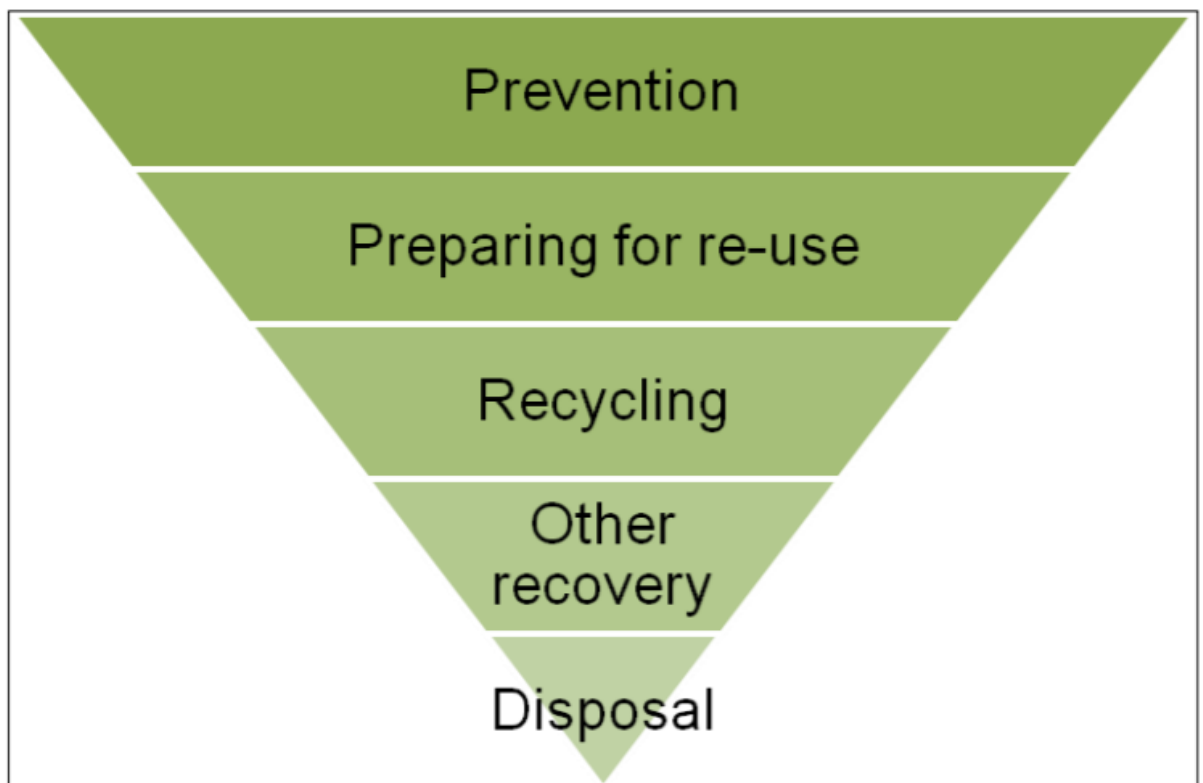 Prevention
Preparing for re-use
Recycling
Other
recovery
Disposal